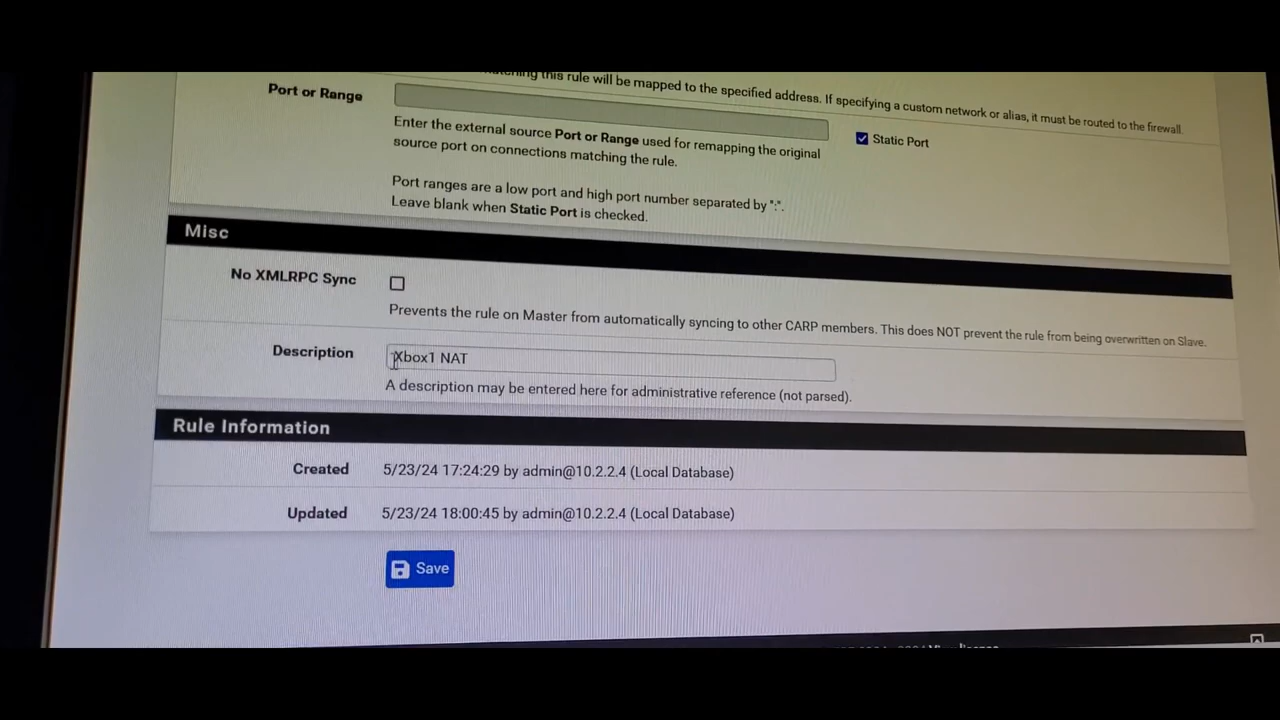 matching this rule will be mapped to the specified address. If specifying a custom network or alias, it must be routed to the firewall.
Port or Range
Static Port
Enter the external source Port or Range used for remapping the original
source port on connections matching the rule.
Port ranges are a low port and high port number separated by ":".
Leave blank when Static Port is checked.
Misc
No XMLRPC Sync
Prevents the rule on Master from automatically syncing to other CARP members. This does NOT prevent the rule from being overwritten on Slave.
Description
Xbox1 NAT
A description may be entered here for administrative reference (not parsed).
Rule Information
Created
5/23/24 17:24:29 by admin@10.2.2.4 (Local Database)
Updated
5/23/24 18:00:45 by admin@10.2.2.4 (Local Database)
Save